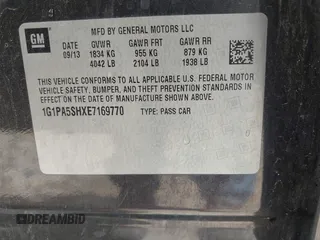 GM
MFD BY GENERAL MOTORS LLC
DATE GVWR GAWR FRT GAWR RR
09/13 1834 KG 955 KG 879 KG
4042 LB 2104 LB 1938 LB
THIS VEHICLE CONFORMS TO ALL APPLICABLE U.S. FEDERAL MOTOR
VEHICLE SAFETY, BUMPER, AND THEFT PREVENTION STANDARDS IN
EFFECT ON THE DATE OF MANUFACTURE SHOWN ABOVE.
1G1PA5SHXE7169770 TYPE: PASS CAR
DREAMBID